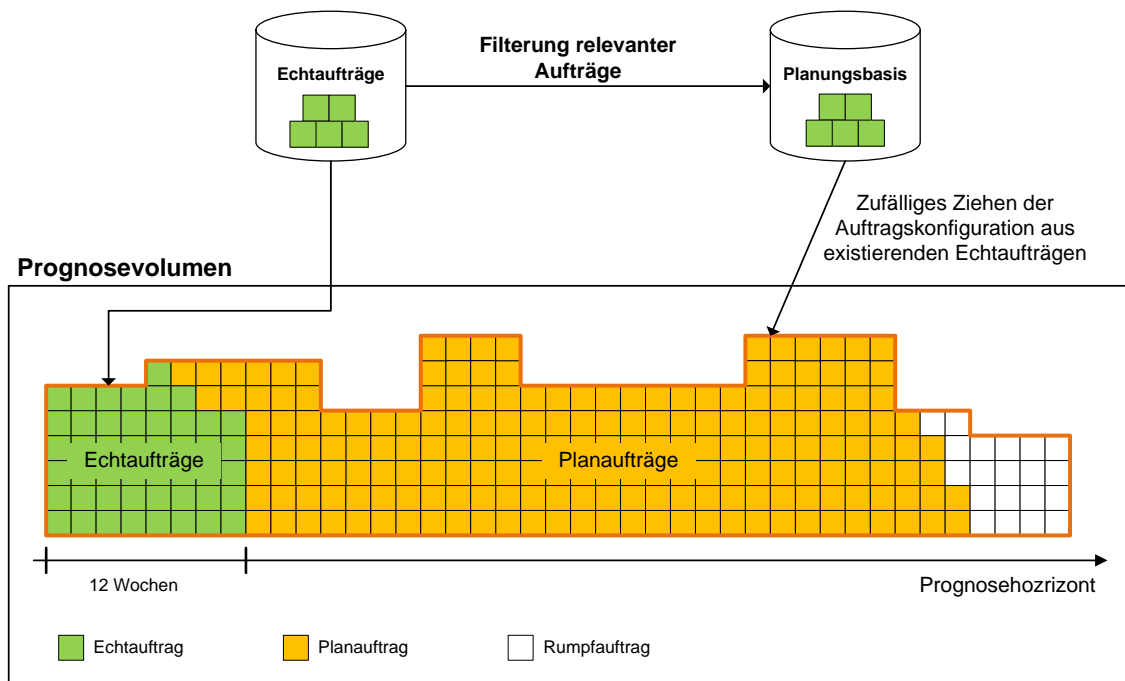 Echtaufträge
Filterung relevanter
Aufträge
Planungsbasis
Zufälliges Ziehen der
Auftragskonfiguration aus
existierenden Echtaufträgen
Prognosevolumen
Echtaufträge
Planaufträge
12 Wochen
Prognosehozrizont
Echtauftrag
Planauftrag
Rumpfauftrag